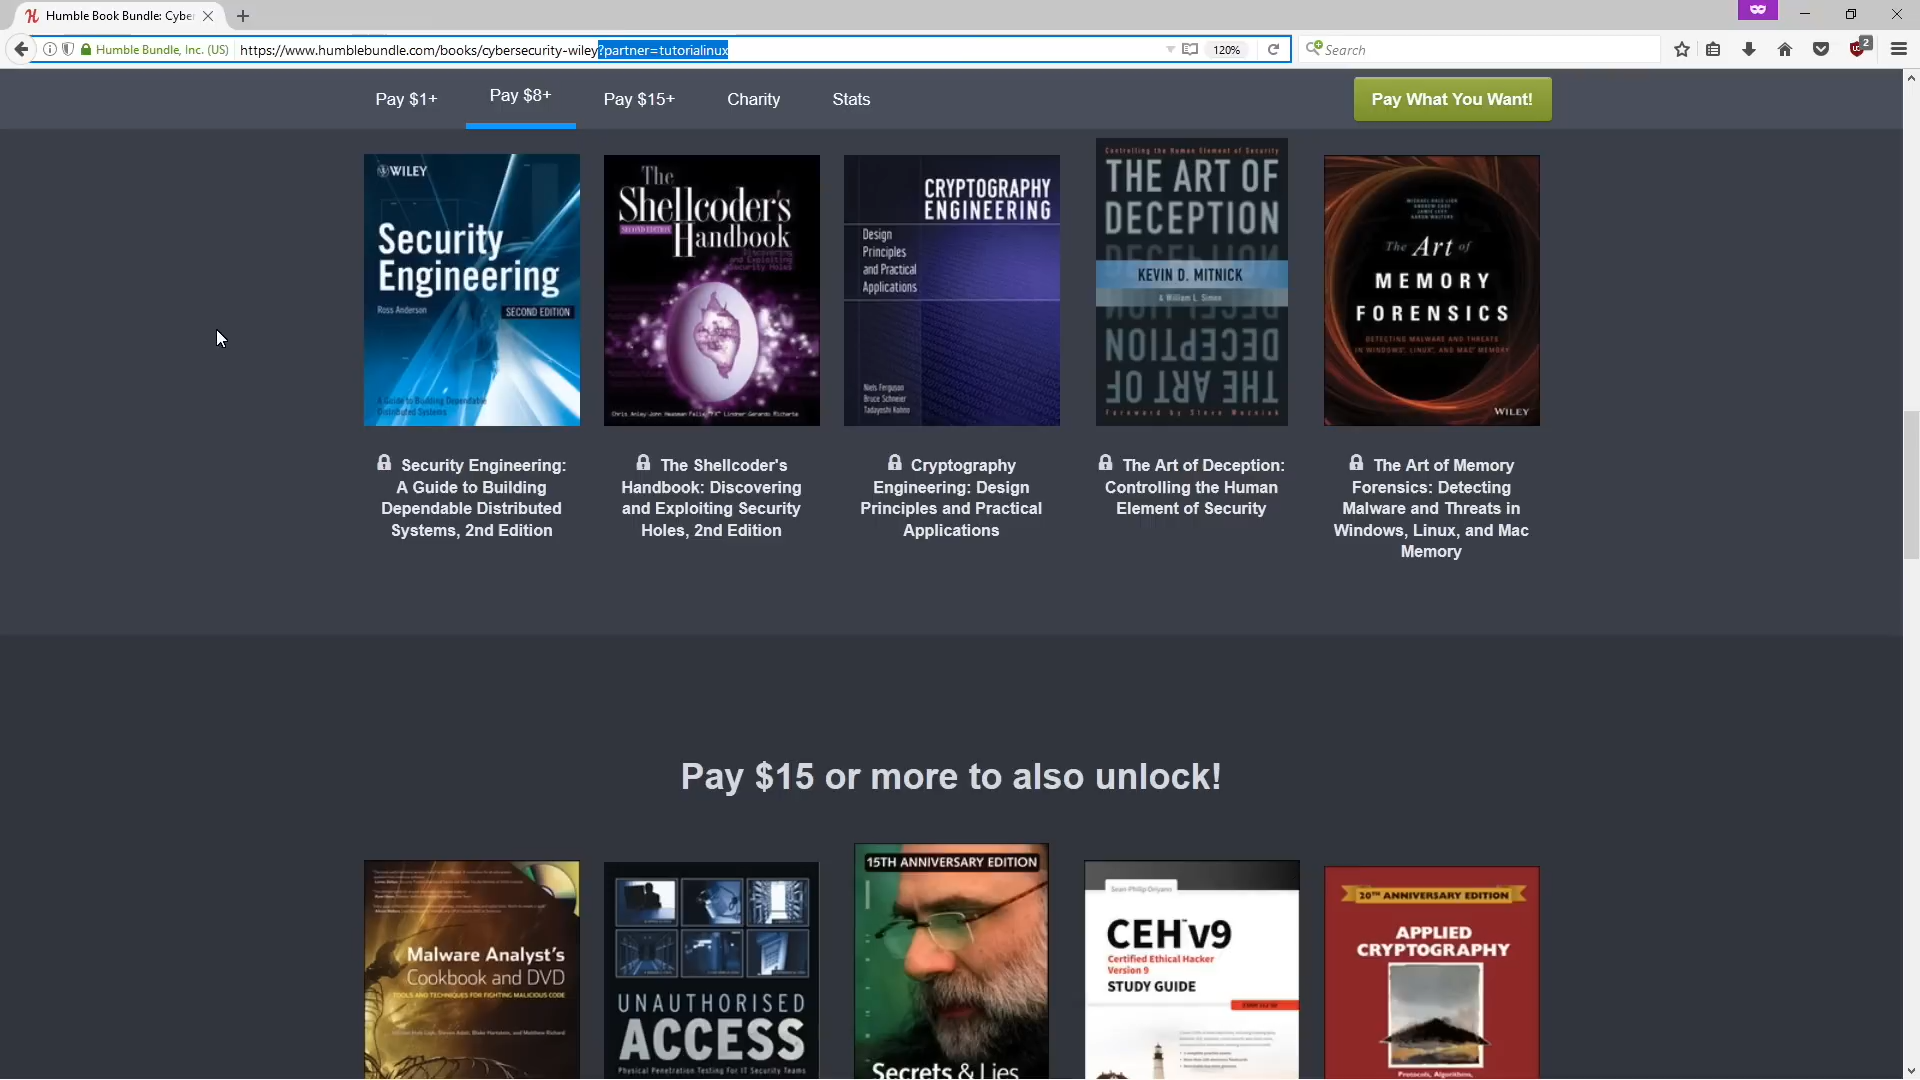 Humble Book Bundle: Cyber
Humble Bundle, Inc. (US)
https://www.humblebundle.com/books/cybersecurity-wiley?partner=tutorialinux
120%
Search
2
Pay $1+
Pay $8+
Pay $15+
Charity
Stats
Pay What You Want!
WILEY
Security
Engineering
Ross Anderson
SECOND EDITION
A Guide to Building Dependable
Distributed Systems
The
Shellcoder's
SECOND EDITION
Handbook
Discovering
and Exploiting
Security Holes
Chris Anley John Heasman Felix "FX" Lindner Gerardo Richarte
CRYPTOGRAPHY
ENGINEERING
Design
Principles
and Practical
Applications
Niels Ferguson
Bruce Schneier
Tadayoshi Kohno
Controlling the Human Element of Security
THE ART OF
DECEPTION
DECEPTION
KEVIN D. MITNICK
& William L. Simon
DECEPTION
THE ART OF
Foreword by Steve Wozniak
MICHAEL HALE LIGH
ANDREW CASE
JAMIE LEVY
AARON WALTERS
The Art of
MEMORY
FORENSICS
DETECTING MALWARE AND THREATS
IN WINDOWS, LINUX, AND MAC MEMORY
WILEY
Security Engineering:
A Guide to Building
Dependable Distributed
Systems, 2nd Edition
The Shellcoder's
Handbook: Discovering
and Exploiting Security
Holes, 2nd Edition
Cryptography
Engineering: Design
Principles and Practical
Applications
The Art of Deception:
Controlling the Human
Element of Security
The Art of Memory
Forensics: Detecting
Malware and Threats in
Windows, Linux, and Mac
Memory
Pay $15 or more to also unlock!
Malware Analyst's
Cookbook and DVD
TOOLS AND TECHNIQUES FOR FIGHTING MALICIOUS CODE
UNAUTHORISED
ACCESS
Physical Penetration Testing For IT Security Teams
15TH ANNIVERSARY EDITION
Secrets & Lies
Sean-Philip Oriyano
CEH™v9
Certified Ethical Hacker
Version 9
STUDY GUIDE
20TH ANNIVERSARY EDITION
APPLIED
CRYPTOGRAPHY
Protocols, Algorithms,